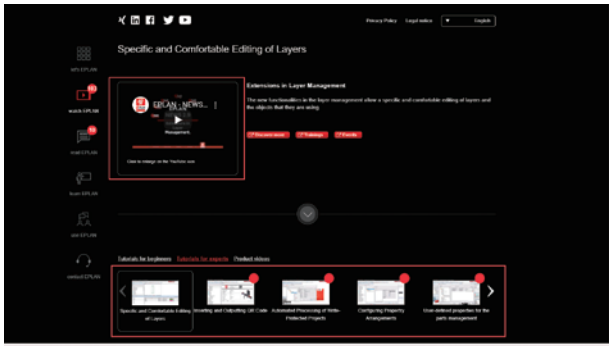 Privacy Policy Legal notice English
Specific and Comfortable Editing of Layers
Extensions in Layer Management
The new functionalities in the layer management allow a specific and comfortable editing of layers and
the objects that they are using.
EPLAN - NEWS...
EPLAN
Management
Discover more Trainings Events
Click to enlarge on the YouTube icon
info EPLAN
watch EPLAN
read EPLAN
learn EPLAN
visit EPLAN
contact EPLAN
Tutorials for beginners Tutorials for experts Product videos
Specific and Comfortable Editing
of Layers
Inserting and Outputting QR Code
Automated Processing of Write-
Protected Projects
Configuring Property
Arrangements
User-defined properties for the
parts management